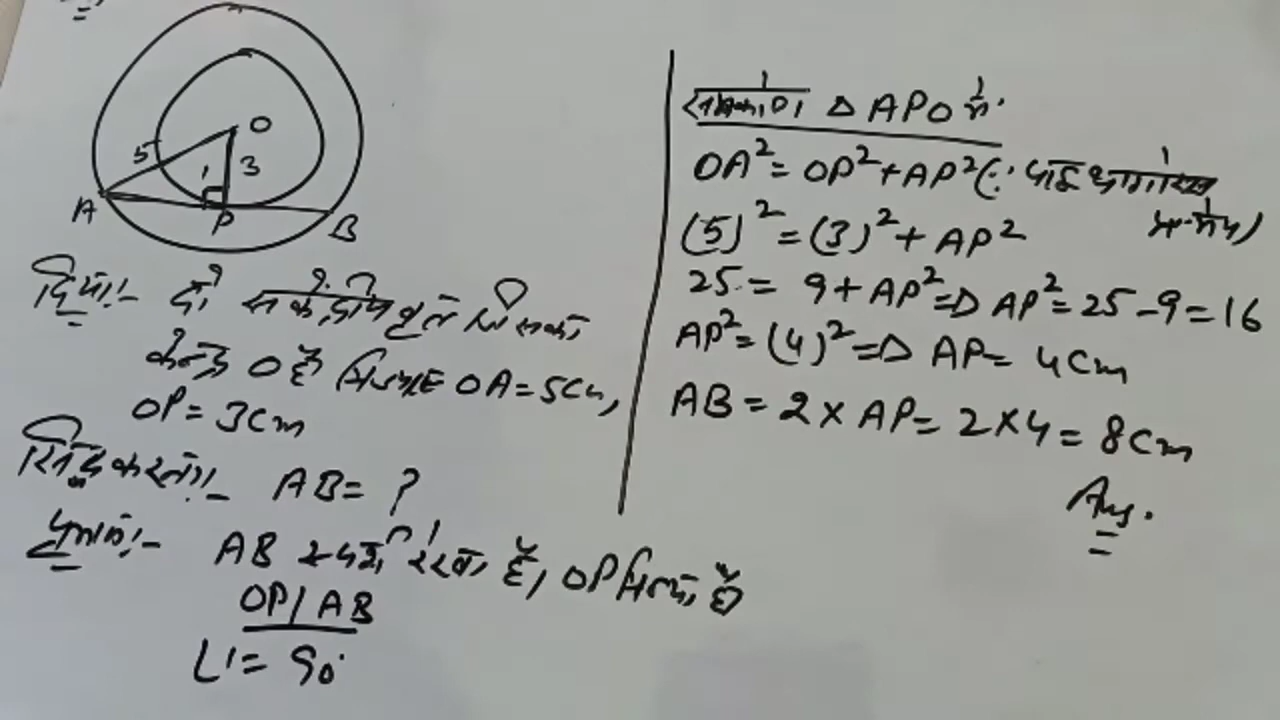 O
5
1
3
A
P
B
दिया:- दो संकेन्द्रीय वृत्त जिसका
केन्द्र O है जिसमें OA = 5cm,
OP = 3cm
सिद्ध करना:- AB = ?
AB स्पर्श रेखा है, OP त्रिज्या है
OP | AB
∠1 = 90°
समकोण Δ APO में
OA² = OP² + AP² (∵ पाइथागोरस
प्रमेय)
(5)² = (3)² + AP²
25 = 9 + AP² ⇒ AP² = 25 - 9 = 16
AP² = (4)² ⇒ AP = 4cm
AB = 2 × AP = 2 × 4 = 8cm
Ans.